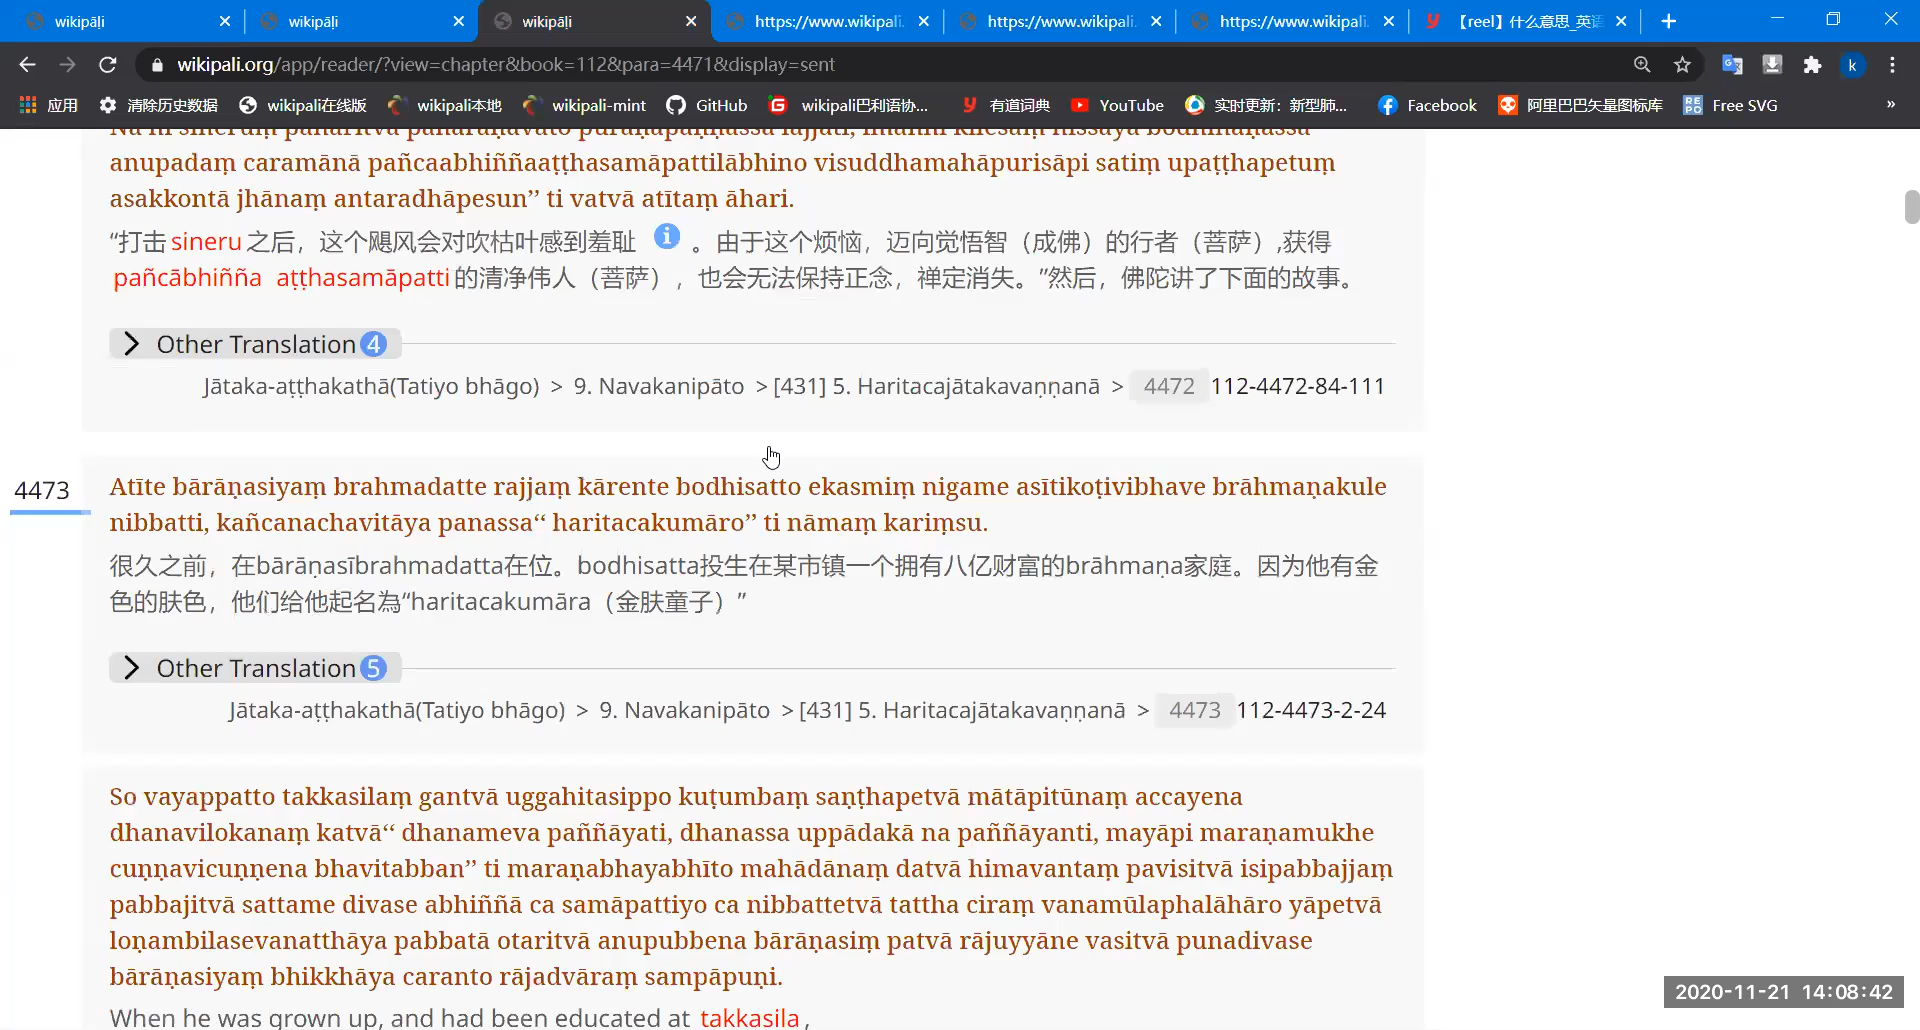 wikipāḷi
wikipāḷi
wikipāḷi
https://www.wikipali.
https://www.wikipali.
https://www.wikipali.
【reel】什么意思_英语
wikipali.org/app/reader/?view=chapter&book=112&para=4471&display=sent
k
应用
清除历史数据
wikipali在线版
wikipali本地
wikipali-mint
GitHub
wikipali巴利语协...
有道词典
YouTube
实时更新：新型肺...
Facebook
阿里巴巴矢量图标库
Free SVG
»
Na hi sineruṃ paharitvā paharaṇavāto purāṇapaṇṇassa lajjati, imañhi kilesaṃ nissāya bodhiñāṇassa
anupadaṃ caramānā pañcaabhiññaaṭṭhasamāpattilābhino visuddhamahāpurisāpi satiṃ upaṭṭhapetuṃ
asakkontā jhānaṃ antaradhāpesun’’ ti vatvā atītaṃ āhari.
“打击 sineru 之后，这个飓风会对吹枯叶感到羞耻 i 。由于这个烦恼，迈向觉悟智（成佛）的行者（菩萨）,获得
pañcābhiñña aṭṭhasamāpatti 的清净伟人（菩萨），也会无法保持正念，禅定消失。”然后，佛陀讲了下面的故事。
Other Translation 4
Jātaka-aṭṭhakathā(Tatiyo bhāgo) > 9. Navakanipāto >[431] 5. Haritacajātakavaṇṇanā > 4472 112-4472-84-111
4473
Atīte bārāṇasiyaṃ brahmadatte rajjaṃ kārente bodhisatto ekasmiṃ nigame asītikoṭivibhave brāhmaṇakule
nibbatti, kañcanachavitāya panassa‘‘ haritacakumāro’’ ti nāmaṃ kariṃsu.
很久之前，在bārāṇasībrahmadatta在位。bodhisatta投生在某市镇一个拥有八亿财富的brāhmaṇa家庭。因为他有金
色的肤色，他们给他起名為“haritacakumāra（金肤童子）”
Other Translation 5
Jātaka-aṭṭhakathā(Tatiyo bhāgo) > 9. Navakanipāto >[431] 5. Haritacajātakavaṇṇanā > 4473 112-4473-2-24
So vayappatto takkasilaṃ gantvā uggahitasippo kuṭumbaṃ saṇṭhapetvā mātāpitūnaṃ accayena
dhanavilokanaṃ katvā‘‘ dhanameva paññāyati, dhanassa uppādakā na paññāyanti, mayāpi maraṇamukhe
cuṇṇavicuṇṇena bhavitabban’’ ti maraṇabhayabhīto mahādānaṃ datvā himavantaṃ pavisitvā isipabbajjaṃ
pabbajitvā sattame divase abhiññā ca samāpattiyo ca nibbattetvā tattha ciraṃ vanamūlaphalāhāro yāpetvā
loṇambilasevanatthāya pabbatā otaritvā anupubbena bārāṇasiṃ patvā rājuyyāne vasitvā punadivase
bārāṇasiyaṃ bhikkhāya caranto rājadvāraṃ sampāpuṇi.
When he was grown up, and had been educated at takkasila ,
2020-11-21 14:08:42